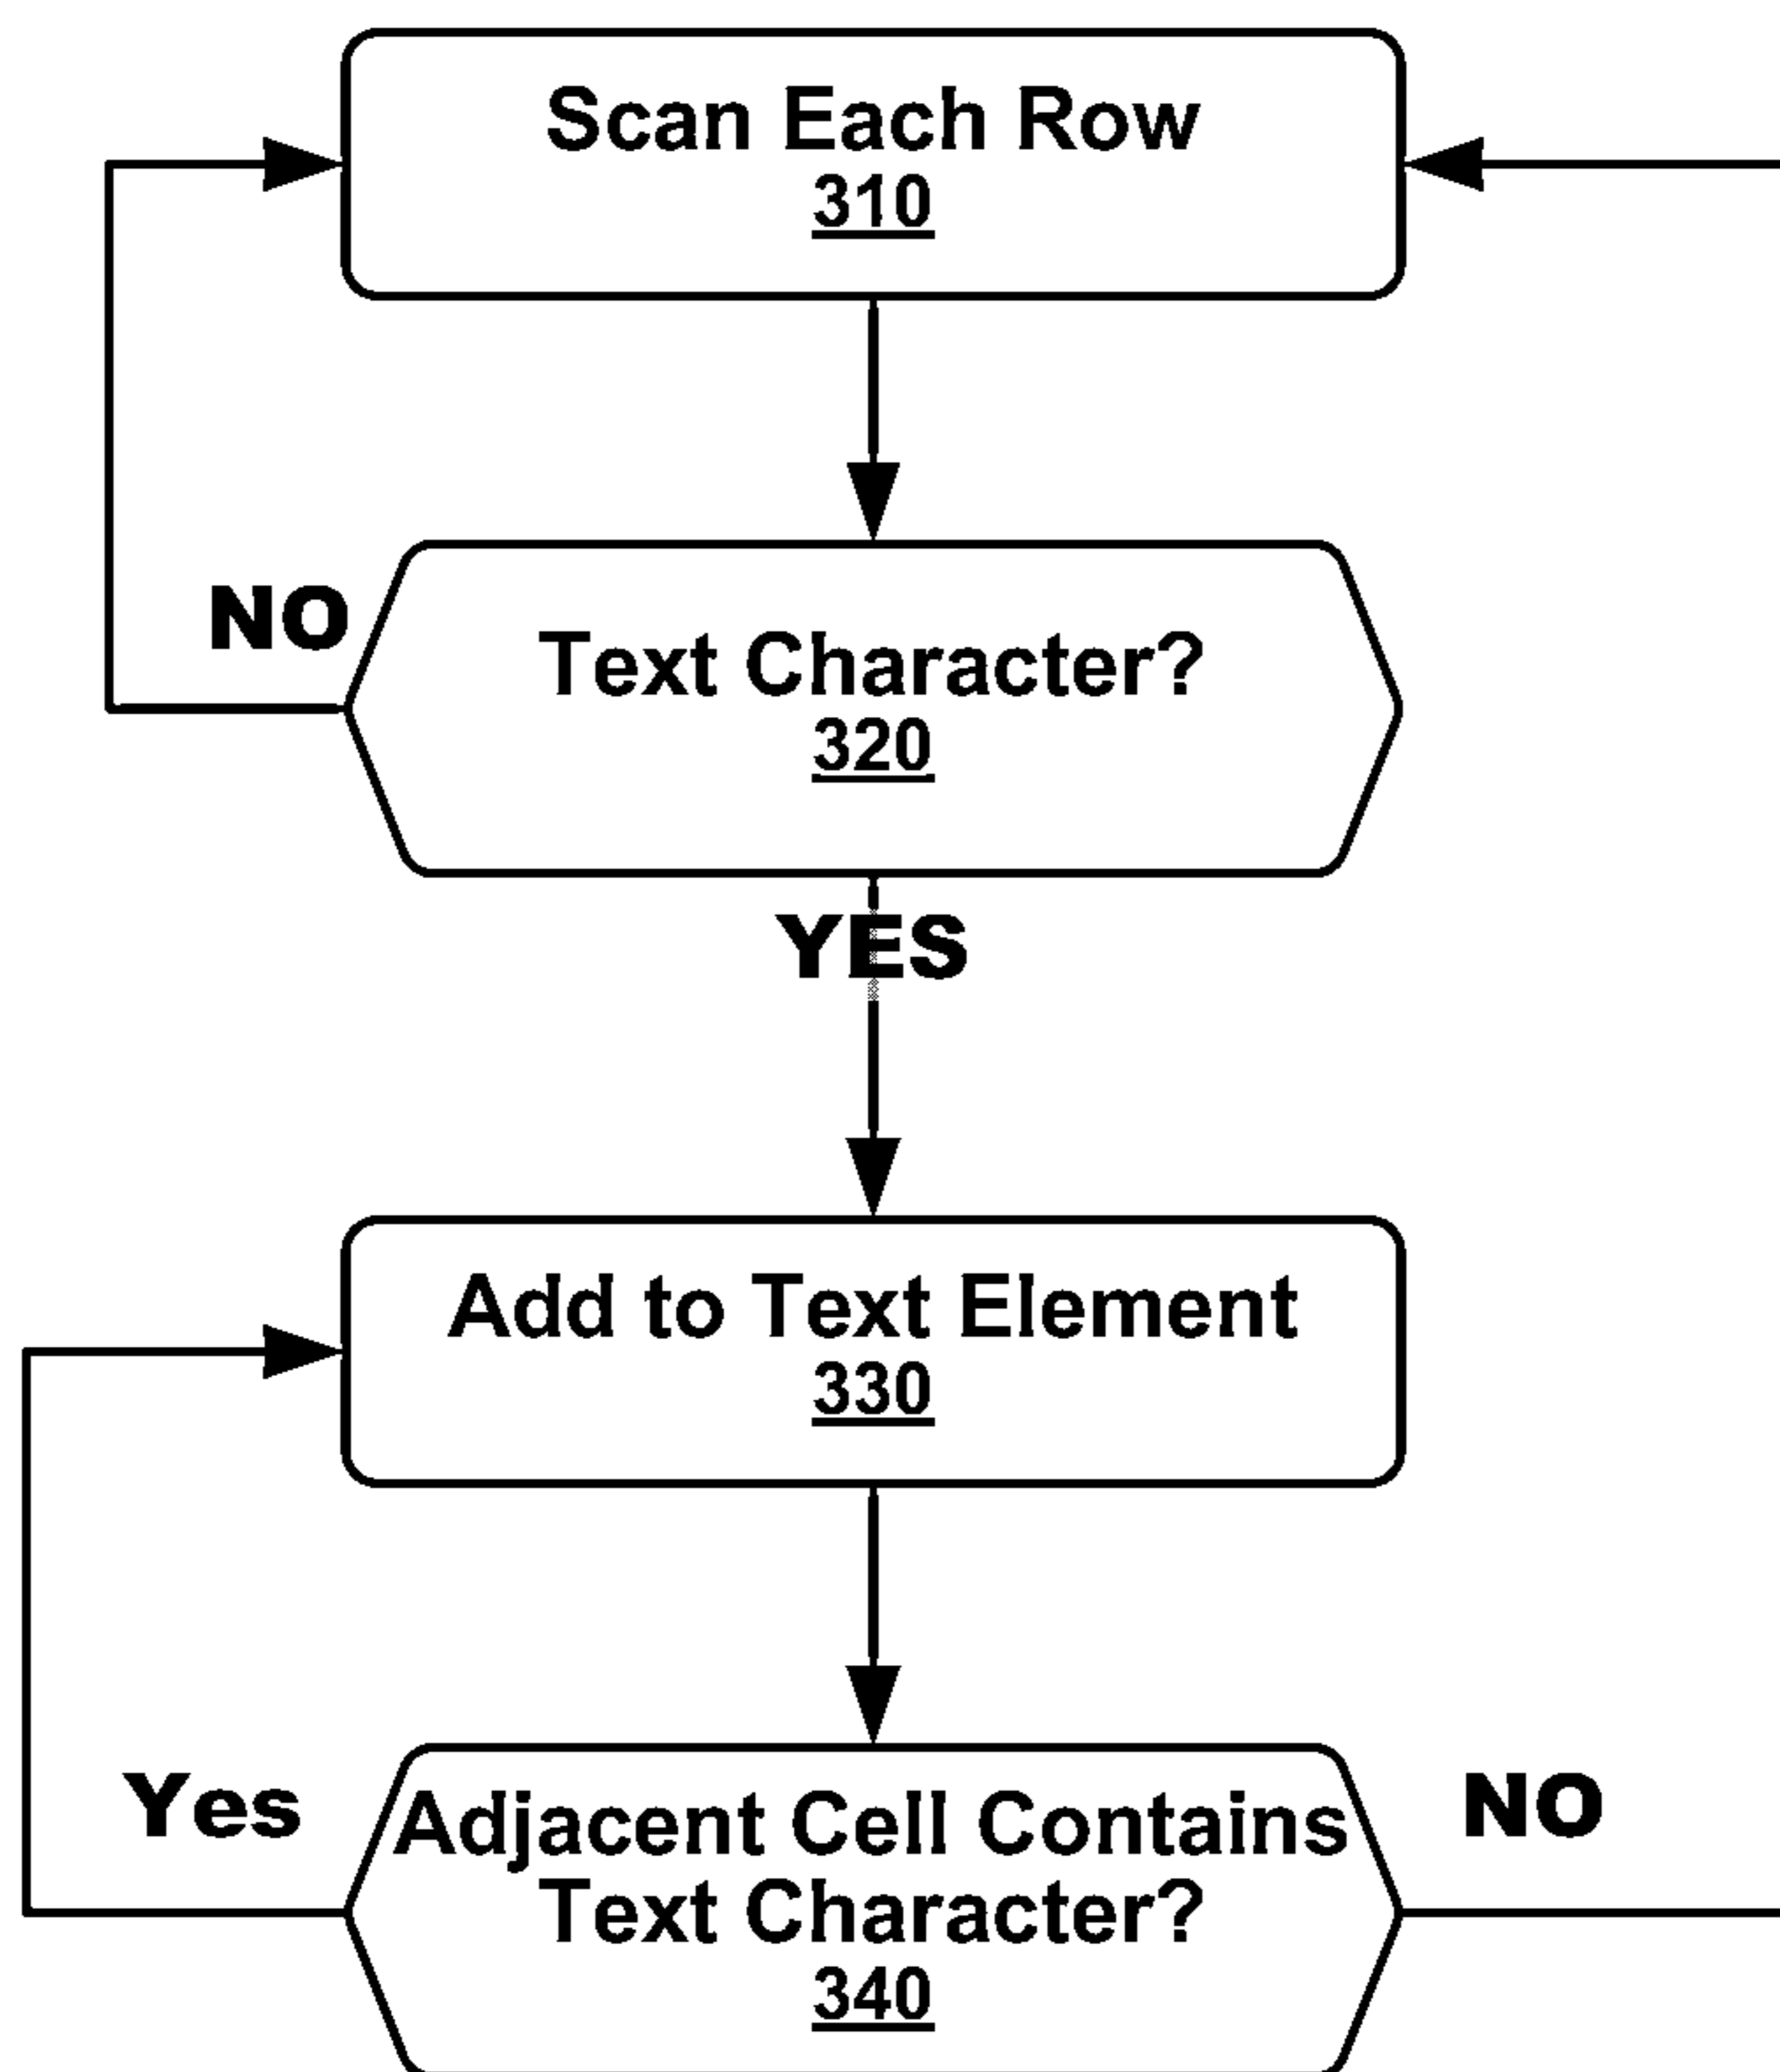 Scan Each Row
310
NO
Text Character?
320
YES
Add to Text Element
330
Yes
NO
Adjacent Cell Contains
Text Character?
340